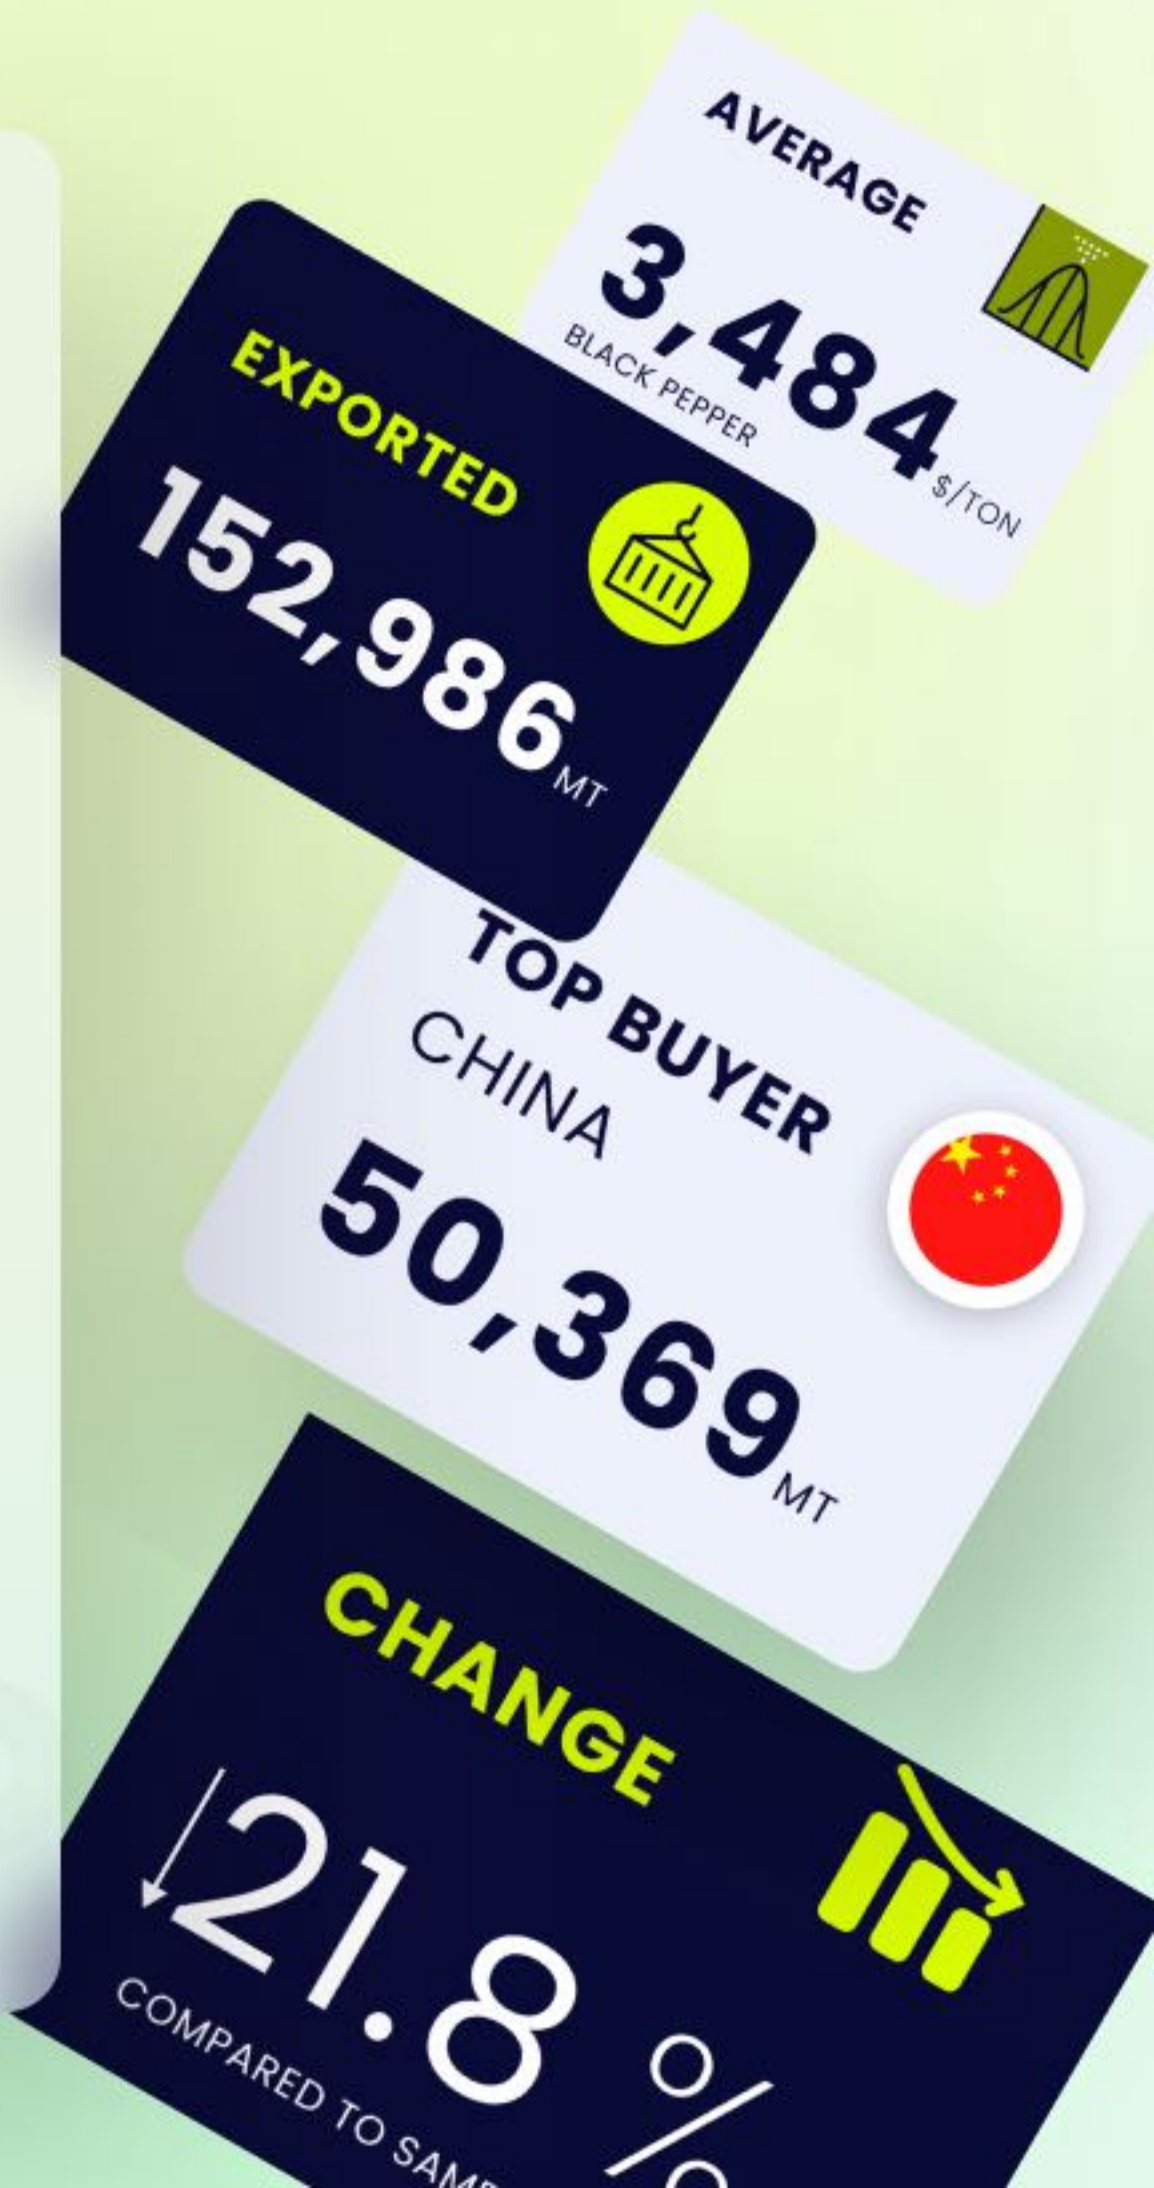 AVERAGE
3,484 $/TON
BLACK PEPPER
EXPORTED
152,986 MT
TOP BUYER
CHINA
50,369 MT
CHANGE
↓21.8 %
COMPARED TO